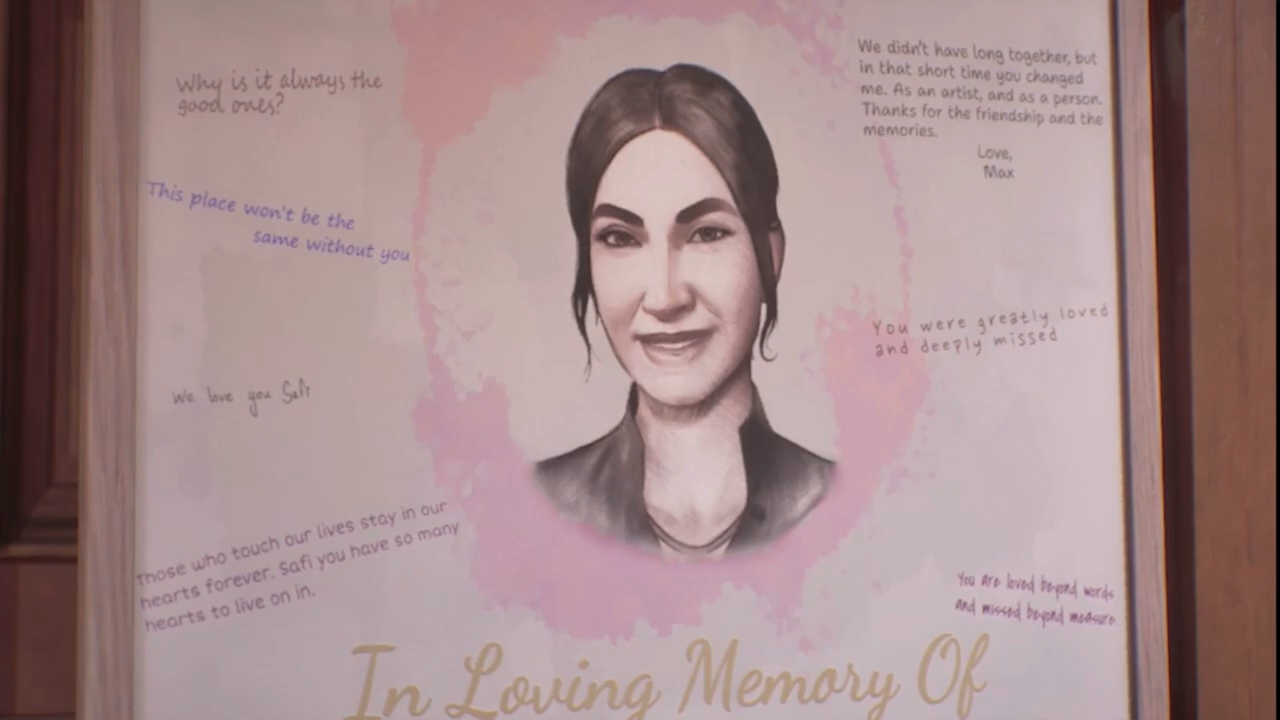 Why is it always the
good ones?
This place won't be the
same without you
We love you Safi
Those who touch our lives stay in our
hearts forever. Safi you have so many
hearts to live on in.
We didn't have long together, but
in that short time you changed
me. As an artist, and as a person.
Thanks for the friendship and the
memories.
Love,
Max
You were greatly loved
and deeply missed
You are loved beyond words
and missed beyond measure
In Loving Memory Of